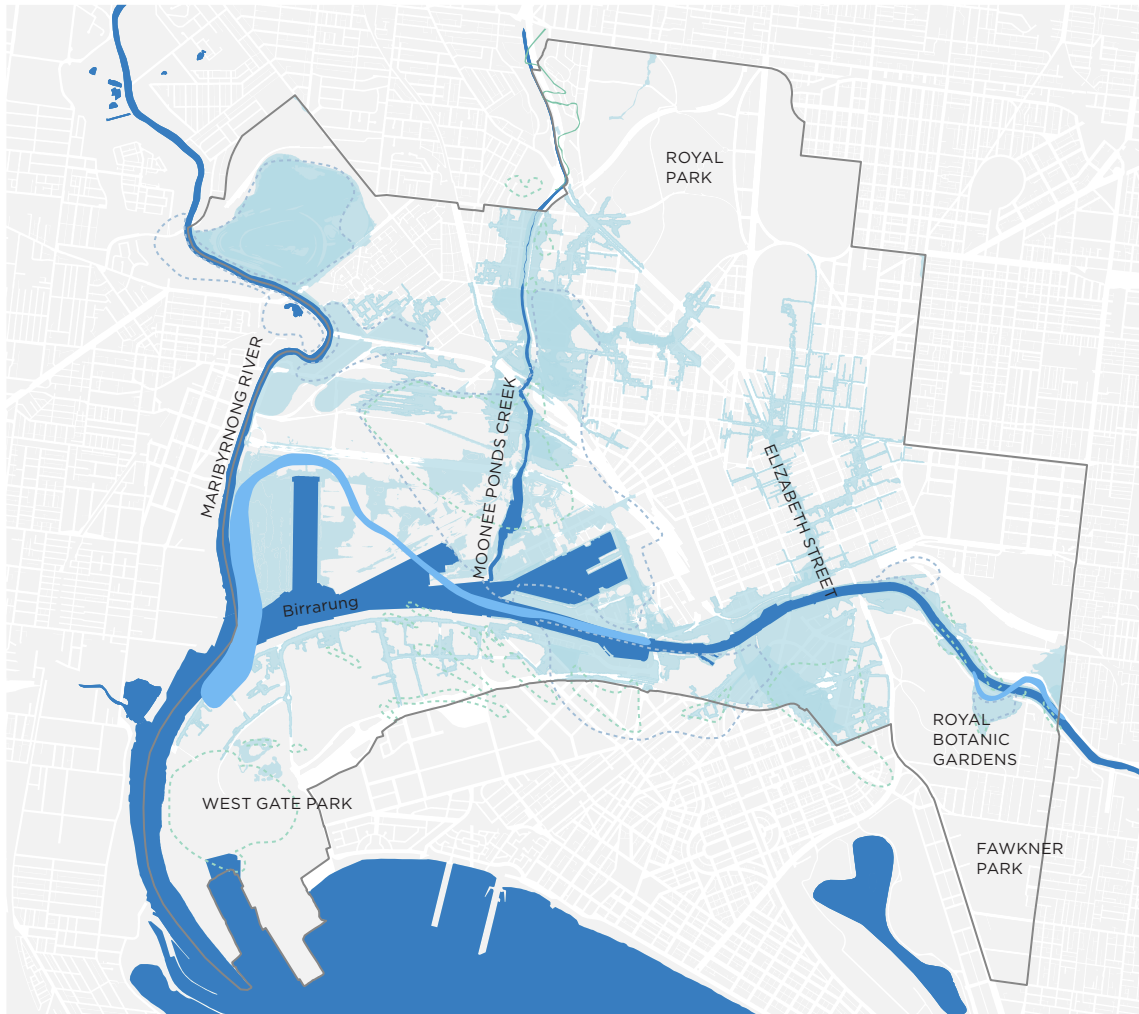 ROYAL
PARK
MARIBYRNONG RIVER
MOONEE PONDS CREEK
ELIZABETH STREET
Birrarung
ROYAL
BOTANIC
GARDENS
WEST GATE PARK
FAWKNER
PARK